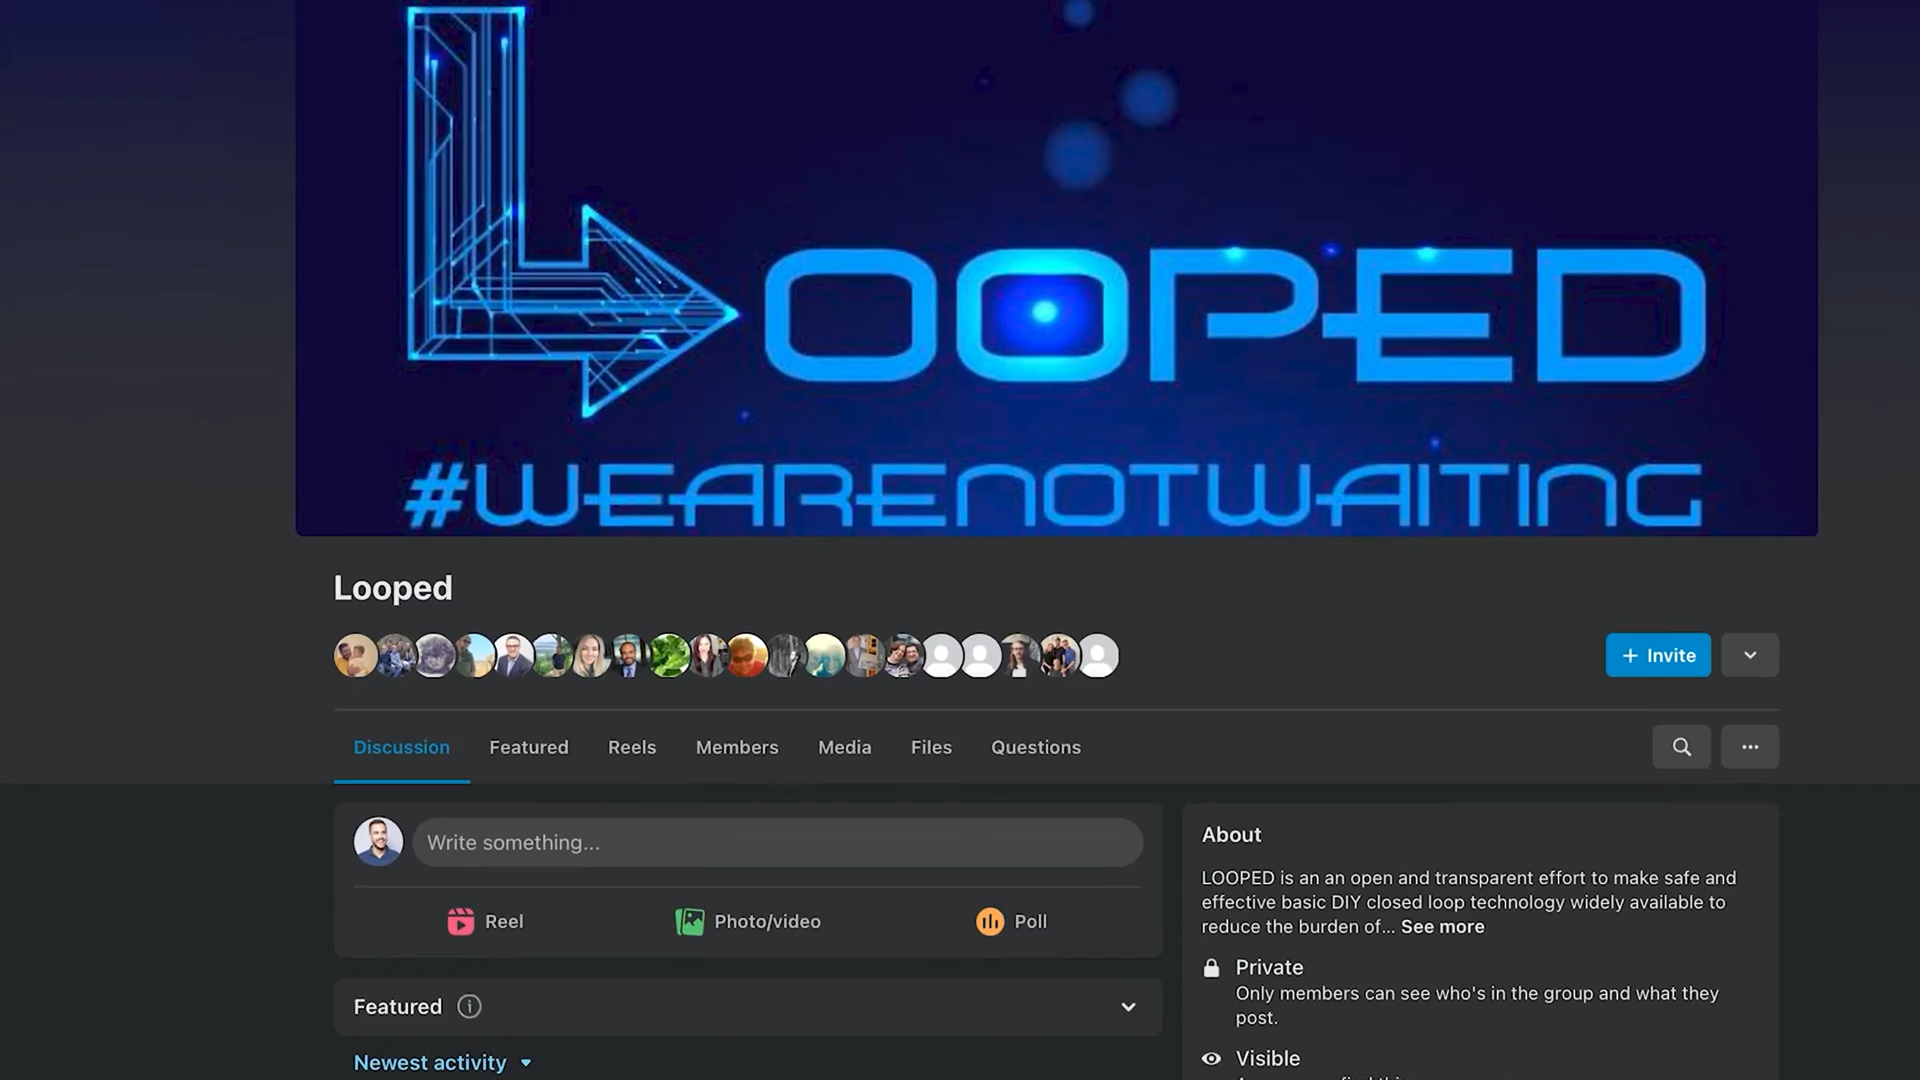 LOOPED
#WEARENOTWAITING
Looped
+ Invite
Discussion
Featured
Reels
Members
Media
Files
Questions
Write something...
Reel
Photo/video
Poll
Featured
Newest activity
About
LOOPED is an an open and transparent effort to make safe and
effective basic DIY closed loop technology widely available to
reduce the burden of... See more
Private
Only members can see who's in the group and what they
post.
Visible